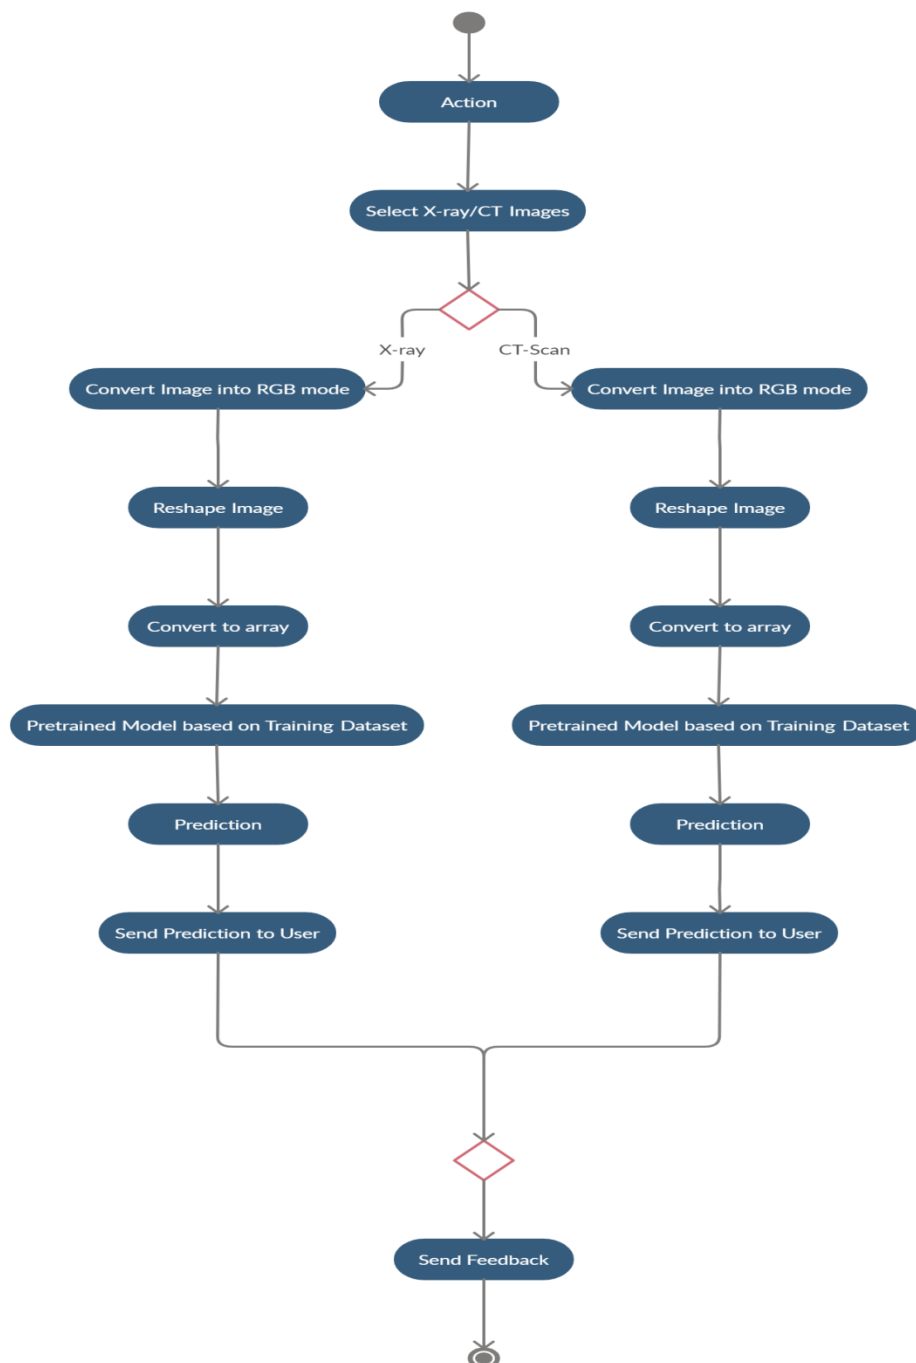 Action
Select X-ray/CT Images
X-ray
CT-Scan
Convert Image into RGB mode
Convert Image into RGB mode
Reshape Image
Reshape Image
Convert to array
Convert to array
Pretrained Model based on Training Dataset
Pretrained Model based on Training Dataset
Prediction
Prediction
Send Prediction to User
Send Prediction to User
Send Feedback